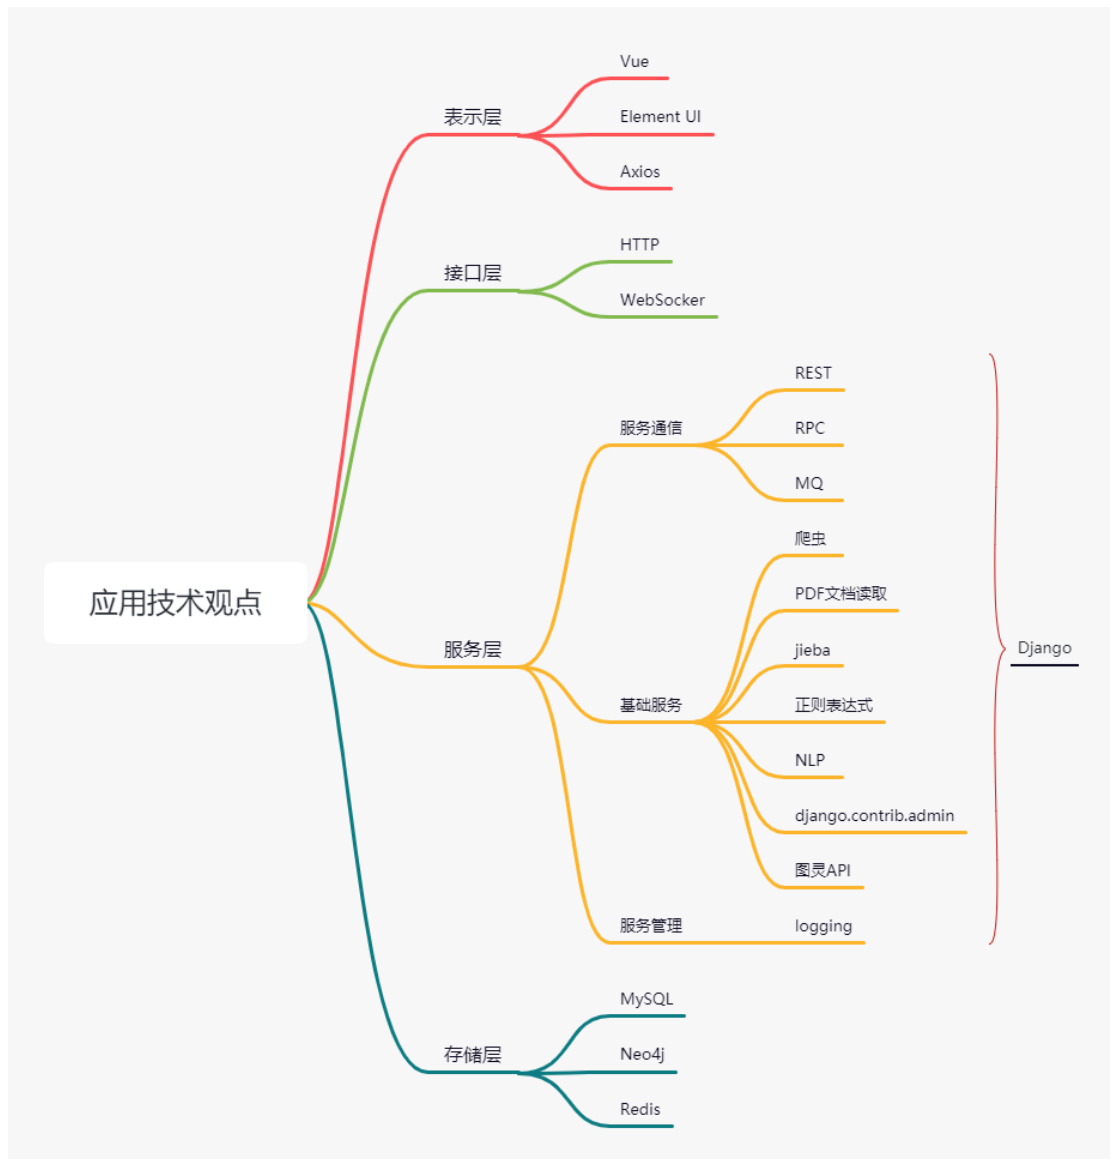 应用技术观点
表示层
Vue
Element UI
Axios
接口层
HTTP
WebSocker
服务层
服务通信
REST
RPC
MQ
基础服务
爬虫
PDF文档读取
jieba
正则表达式
NLP
django.contrib.admin
图灵API
服务管理
logging
Django
存储层
MySQL
Neo4j
Redis